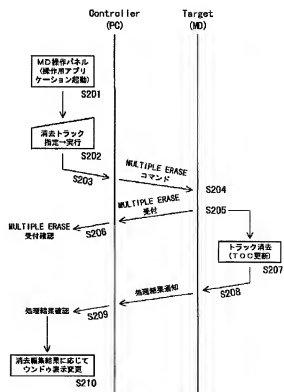 Controller
(PC)
Target
(MD)
MD操作パネル
(操作用アプリ
ケーション起動)
S201
消去トラック
指定→実行
S202
S203
MULTIPLE ERASE
コマンド
S204
MULTIPLE ERASE
受付
S205
MULTIPLE ERASE
受付確認
S206
トラック消去
(TOC更新)
S207
処理結果通知
S208
処理結果確認
S209
消去編集結果に応じて
ウンドゥ表示変更
S210